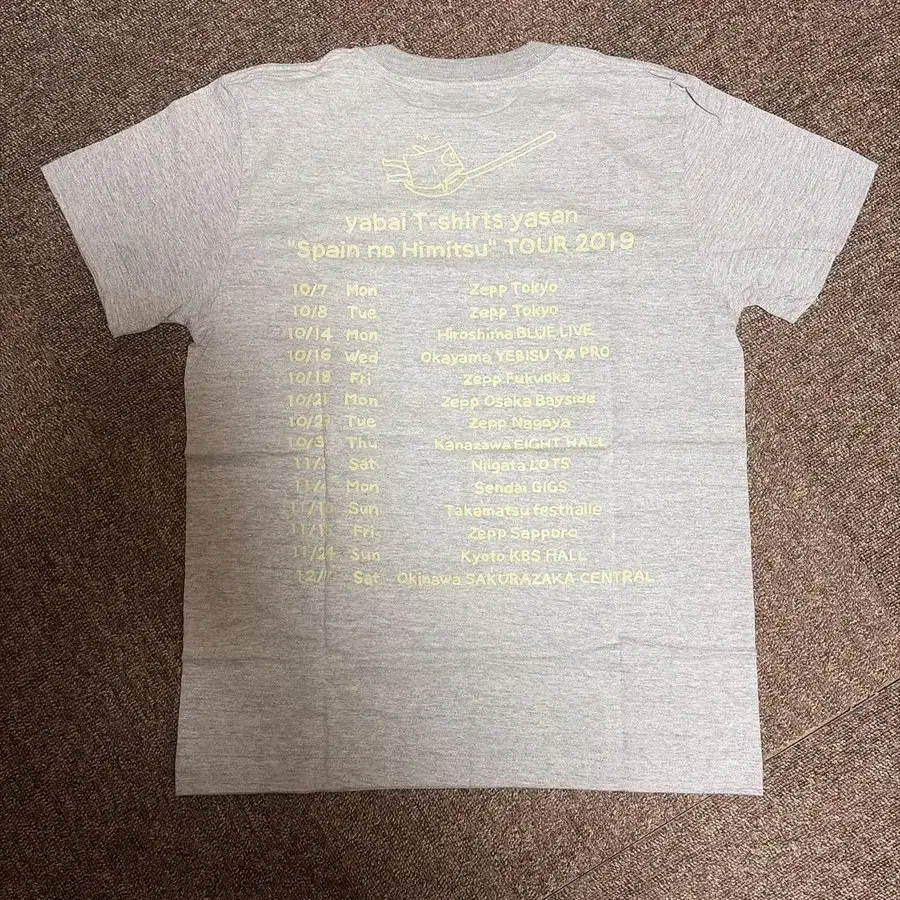 yabai T-shirts yasan
"Spain no Himitsu" TOUR 2019
10/7 Mon Zepp Tokyo
10/8 Tue Zepp Tokyo
10/14 Mon Hiroshima BLUE LIVE
10/16 Wed Okayama YEBISU YA PRO
10/18 Fri Zepp Fukuoka
10/21 Mon Zepp Osaka Bayside
Tue Zepp Nagoya
Thu Kanazawa EIGHT HALL
Sat Niigata LOTS
Mon Sendai GIGS
Sun Takamatsu festhalle
Fri Zepp Sapporo
11/24 Sun Kyoto KBS HALL
Sat Okinawa SAKURAZAKA CENTRAL